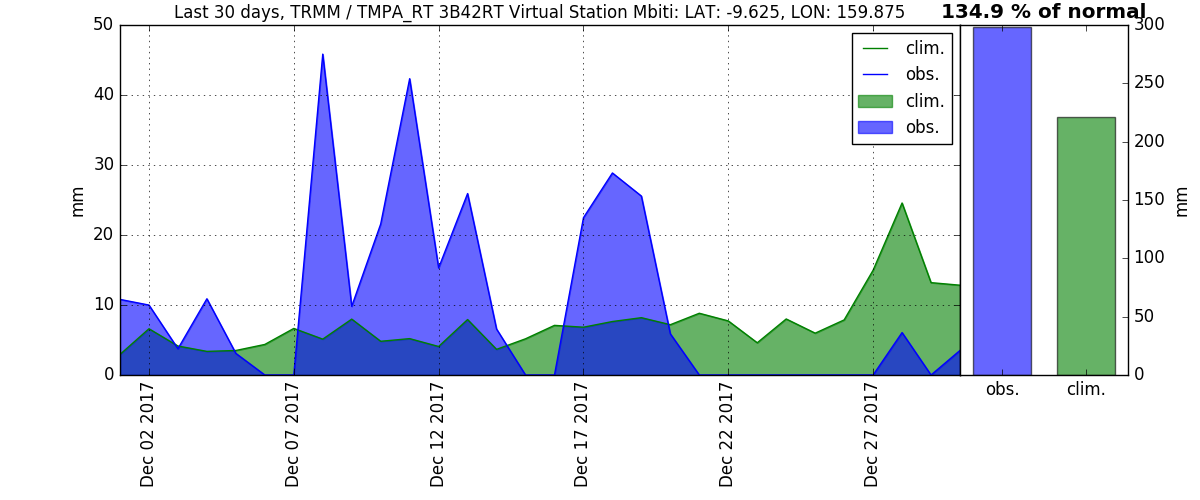 Last 30 days, TRMM / TMPA_RT 3B42RT Virtual Station Mbiti: LAT: -9.625, LON: 159.875
134.9 % of normal
50
40
30
20
10
0
mm
clim.
obs.
clim.
obs.
Dec 02 2017
Dec 07 2017
Dec 12 2017
Dec 17 2017
Dec 22 2017
Dec 27 2017
300
250
200
150
100
50
0
mm
obs.
clim.